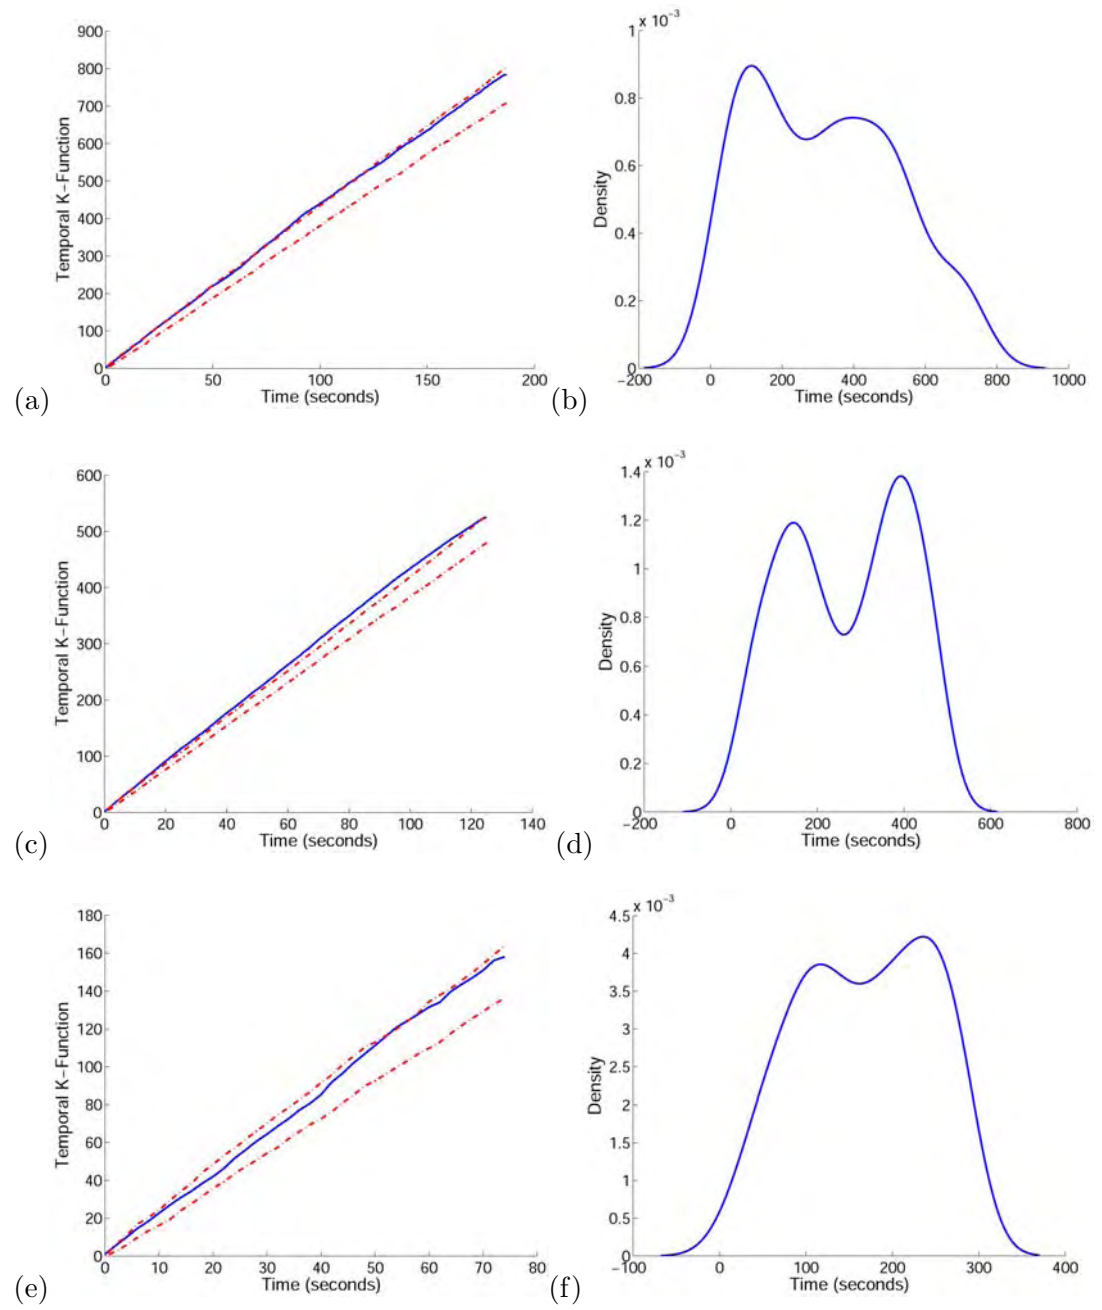 900
800
700
600
500
400
300
200
100
0
Temporal K-Function
0 50 100 150 200
Time (seconds)
(a)
1 x 10⁻³
0.8
0.6
0.4
0.2
0
Density
-200 0 200 400 600 800 1000
Time (seconds)
(b)
600
500
400
300
200
100
0
Temporal K-Function
0 20 40 60 80 100 120 140
Time (seconds)
(c)
1.4 x 10⁻³
1.2
1
0.8
0.6
0.4
0.2
0
Density
-200 0 200 400 600 800
Time (seconds)
(d)
180
160
140
120
100
80
60
40
20
0
Temporal K-Function
0 10 20 30 40 50 60 70 80
Time (seconds)
(e)
4.5 x 10⁻³
4
3.5
3
2.5
2
1.5
1
0.5
0
Density
-100 0 100 200 300 400
Time (seconds)
(f)